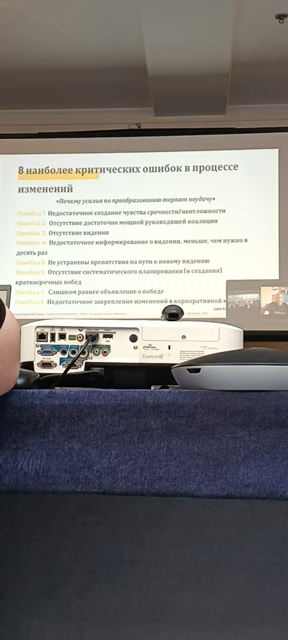 8 наиболее критических ошибок в процессе
изменений
«Почему усилия по преобразованию терпят неудачу»
Ошибка 1 Недостаточное создание чувства срочности/неотложности
Ошибка 2 Отсутствие достаточно мощной руководящей коалиции
Ошибка 3 Отсутствие видения
Ошибка 4 Недостаточное информирование о видении, меньше, чем нужно в
десять раз
Ошибка 5 Не устранены препятствия на пути к новому видению
Ошибка 6 Отсутствие систематического планирования (и создания)
краткосрочных побед
Ошибка 7 Слишком раннее объявление о победе
Ошибка 8 Недостаточное закрепление изменений в корпоративной